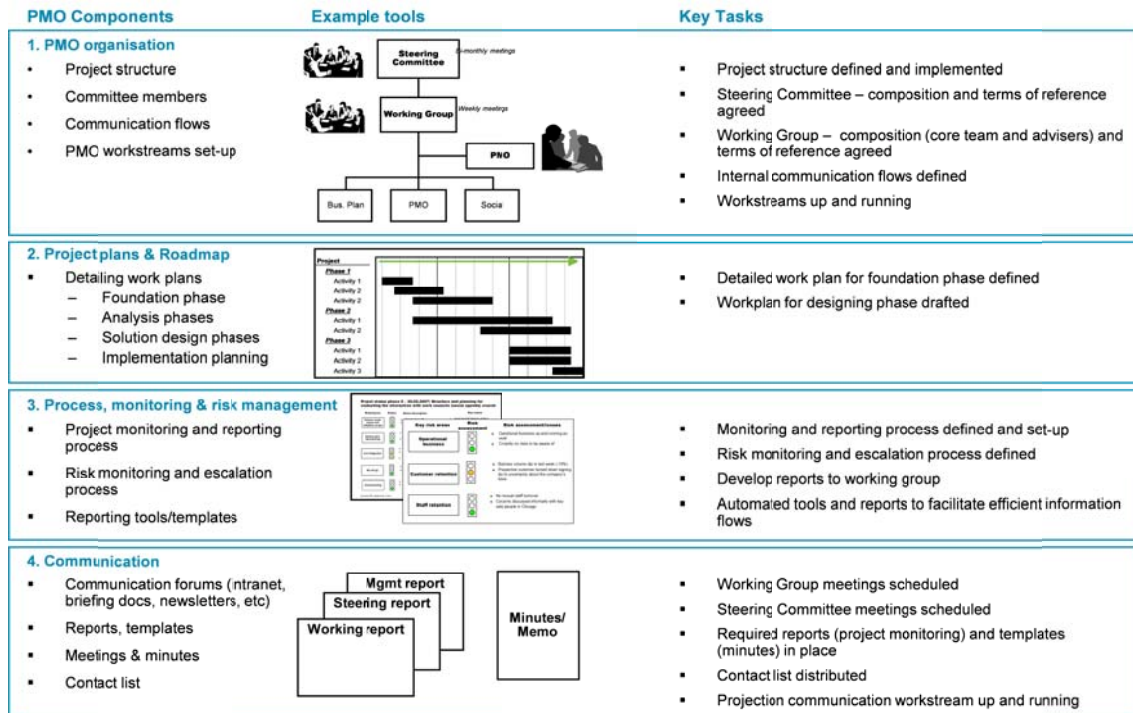 PMO Components
Example tools
Key Tasks
1. PMO organisation
• Project structure
• Committee members
• Communication flows
• PMO workstreams set-up
Steering
Committee
monthly meetings
Working Group
Weekly meetings
PMO
Bus. Plan
PMO
Socia
▪ Project structure defined and implemented
▪ Steering Committee – composition and terms of reference
agreed
▪ Working Group – composition (core team and advisers) and
terms of reference agreed
▪ Internal communication flows defined
▪ Workstreams up and running
2. Project plans & Roadmap
▪ Detailing work plans
– Foundation phase
– Analysis phases
– Solution design phases
– Implementation planning
Project
Phase 1
Activity 1
Activity 2
Activity 2
Phase 2
Activity 1
Activity 2
Phase 3
Activity 1
Activity 2
Activity 3
▪ Detailed work plan for foundation phase defined
▪ Workplan for designing phase drafted
3. Process, monitoring & risk management
▪ Project monitoring and reporting
process
▪ Risk monitoring and escalation
process
▪ Reporting tools/templates
Key risk areas
Risk
assessment
Risk assessment/issues
Operational
business
Customer retention
Staff retention
▪ Monitoring and reporting process defined and set-up
▪ Risk monitoring and escalation process defined
▪ Develop reports to working group
▪ Automated tools and reports to facilitate efficient information
flows
4. Communication
▪ Communication forums (intranet,
briefing docs, newsletters, etc)
▪ Reports, templates
▪ Meetings & minutes
▪ Contact list
Mgmt report
Steering report
Working report
Minutes/
Memo
▪ Working Group meetings scheduled
▪ Steering Committee meetings scheduled
▪ Required reports (project monitoring) and templates
(minutes) in place
▪ Contact list distributed
▪ Projection communication workstream up and running